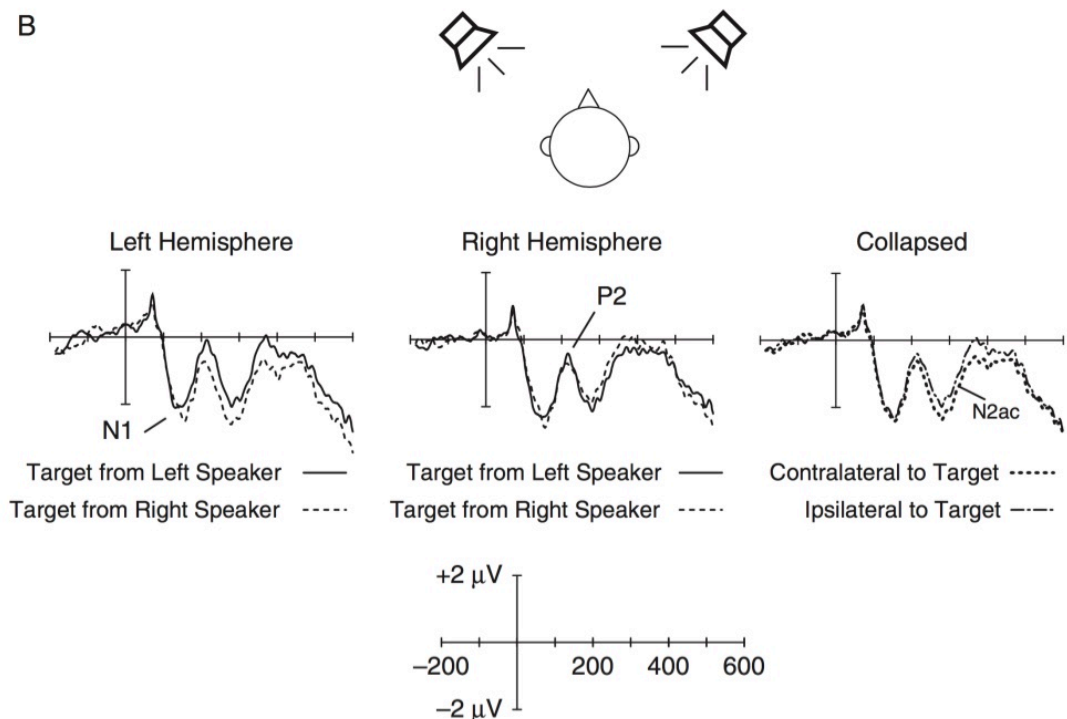 B
Left Hemisphere
Right Hemisphere
Collapsed
P2
N1
N2ac
Target from Left Speaker
Target from Right Speaker
Target from Left Speaker
Target from Right Speaker
Contralateral to Target
Ipsilateral to Target
+2 μV
−200 200 400 600
−2 μV